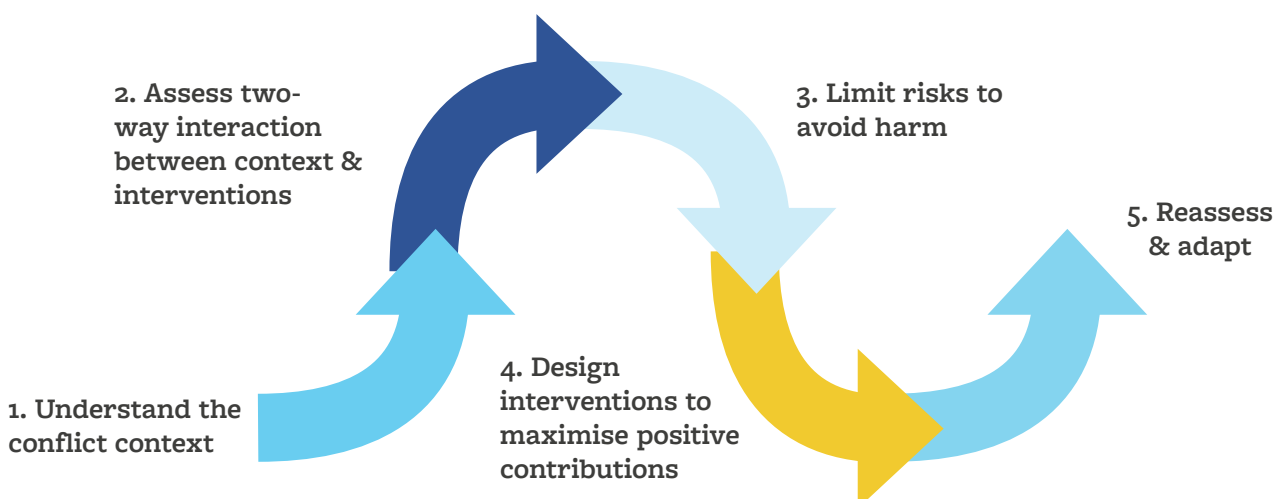 1. Understand the
conflict context
2. Assess two-
way interaction
between context &
interventions
3. Limit risks to
avoid harm
4. Design
interventions to
maximise positive
contributions
5. Reassess
& adapt